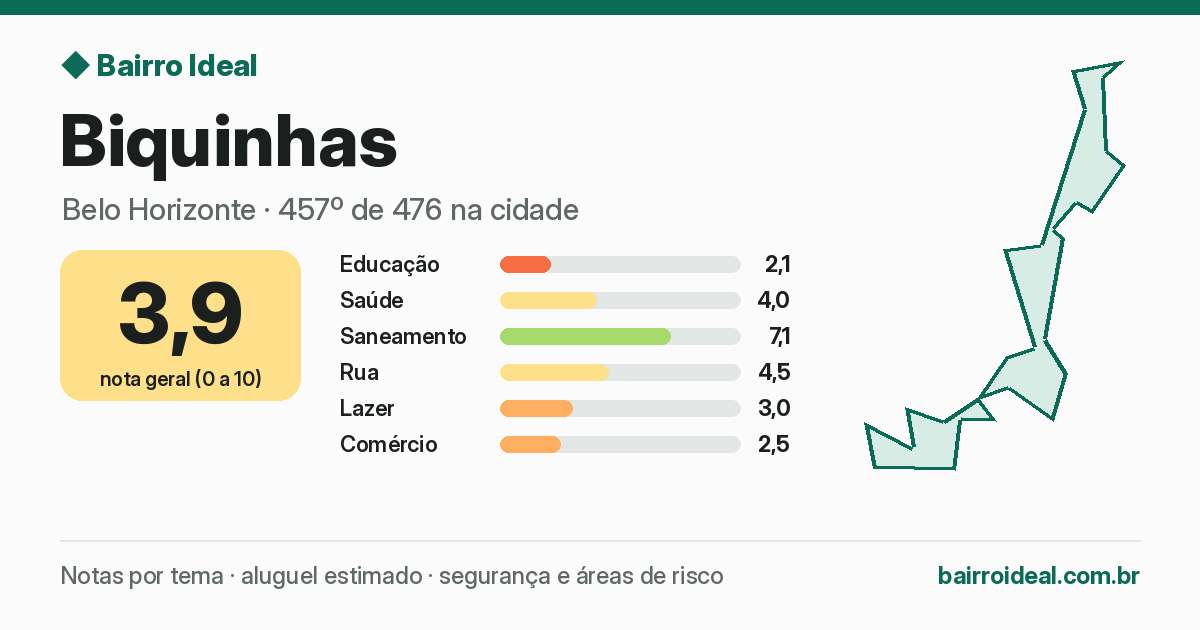 Bairro Ideal
Biquinhas
Belo Horizonte · 457º de 476 na cidade
3,9
nota geral (0 a 10)
Educação 2,1
Saúde 4,0
Saneamento 7,1
Rua 4,5
Lazer 3,0
Comércio 2,5
Notas por tema · aluguel estimado · segurança e áreas de risco
bairroideal.com.br